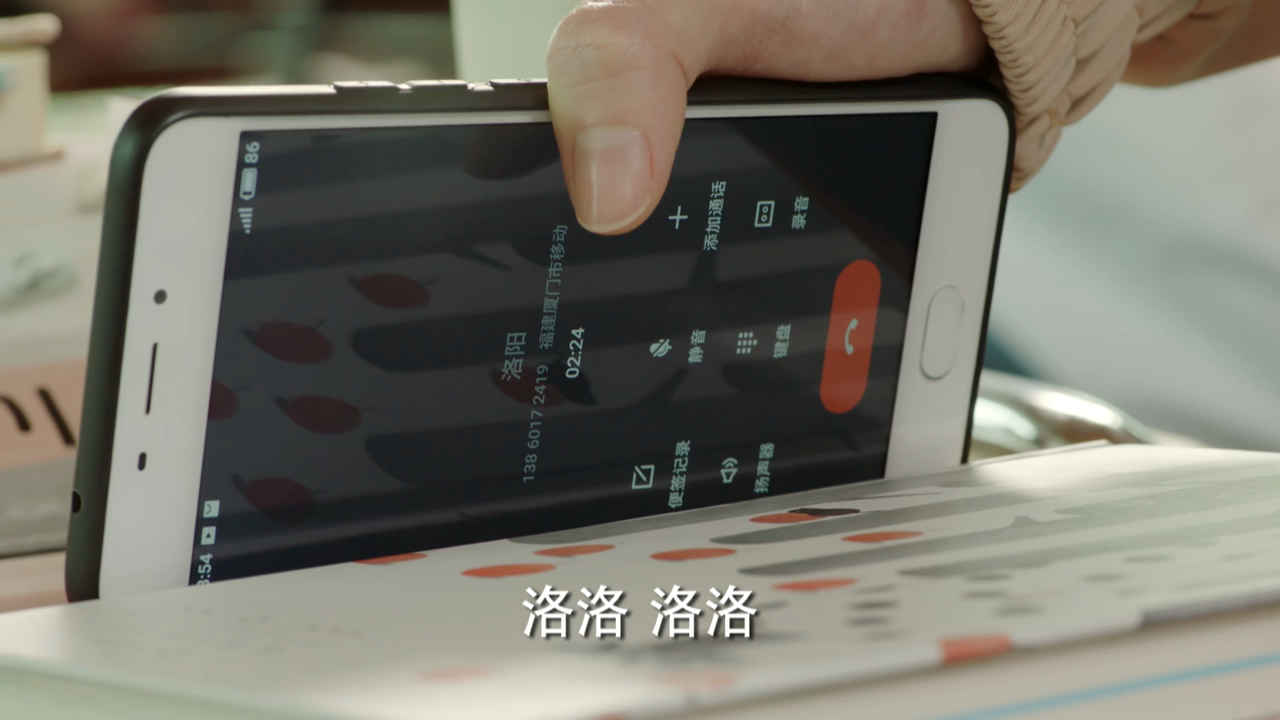 86
洛阳
138 6017 2419 福建厦门市移动
02:24
便签记录
静音
添加通话
扬声器
键盘
录音
洛洛 洛洛